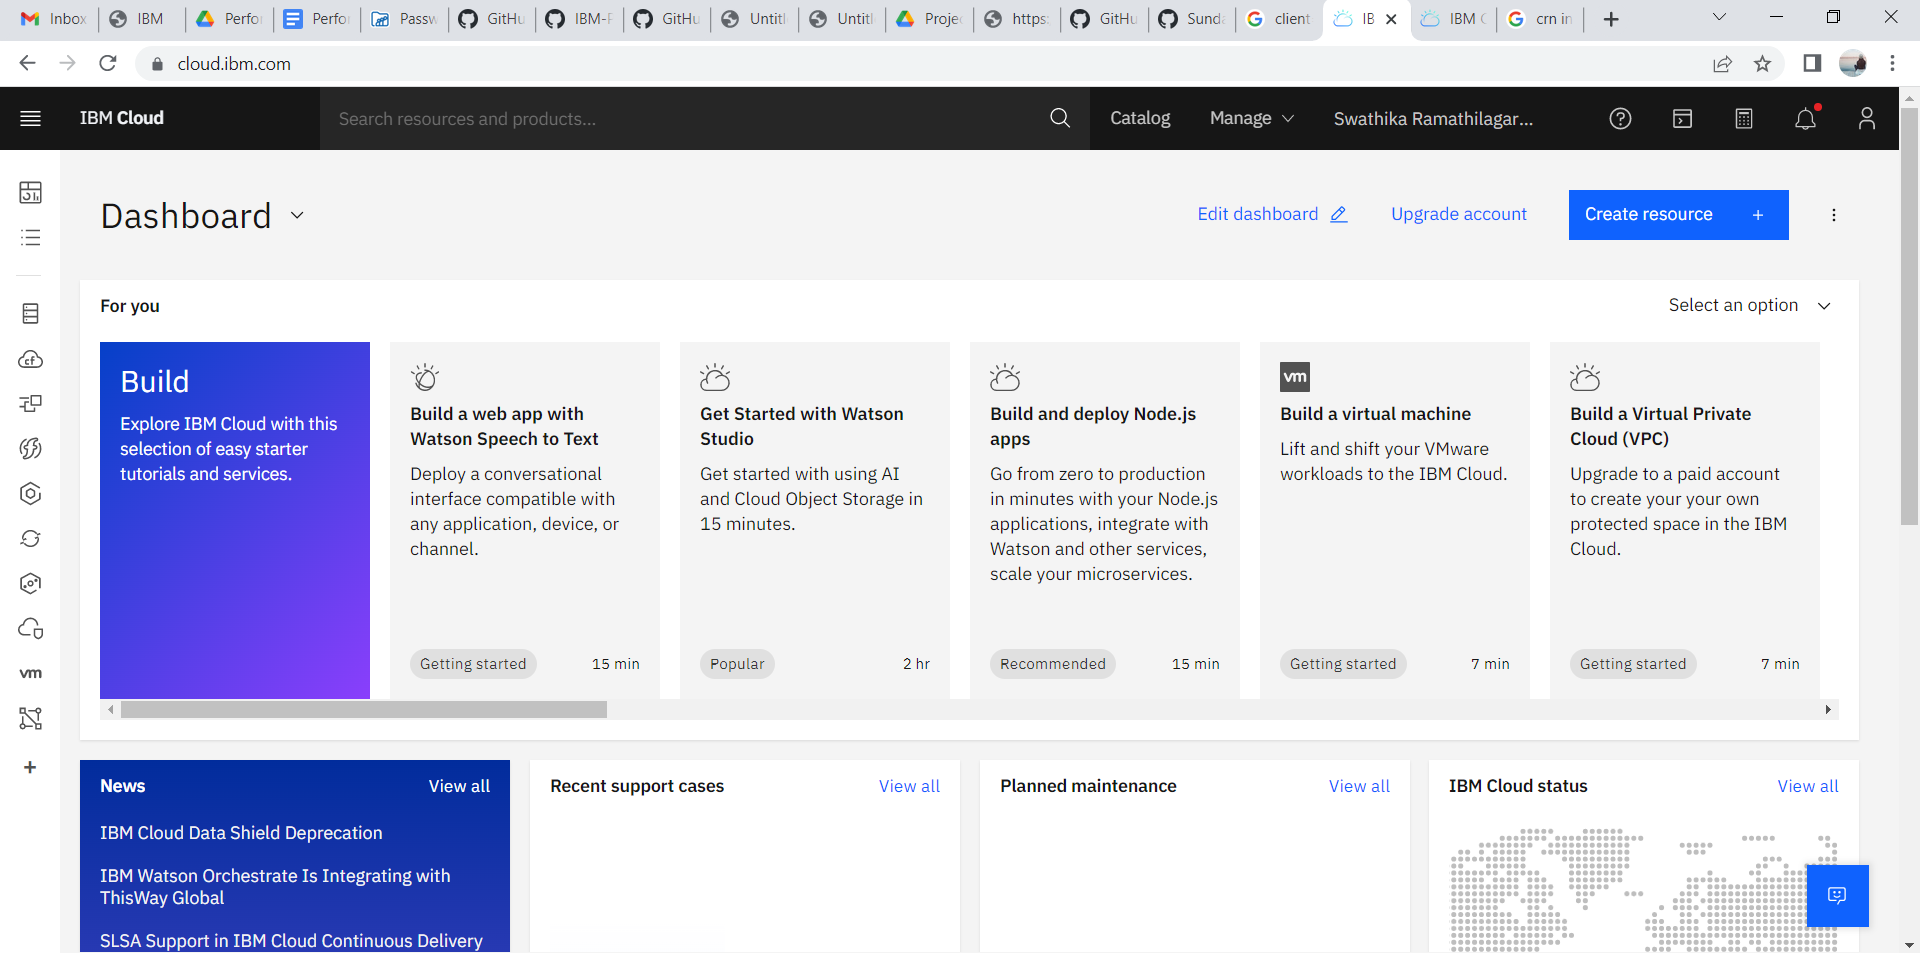 Inbox
IBM
Perfo
Perfo
Passw
GitHu
IBM-P
GitHu
Untitl
Untitl
Projec
https:
GitHu
Sunda
client
IB
IBM C
crn in
cloud.ibm.com
IBM Cloud
Search resources and products...
Catalog
Manage
Swathika Ramathilagar...
Dashboard
Edit dashboard
Upgrade account
Create resource +
For you
Select an option
Build
Explore IBM Cloud with this
selection of easy starter
tutorials and services.
Build a web app with
Watson Speech to Text
Deploy a conversational
interface compatible with
any application, device, or
channel.
Getting started
15 min
Get Started with Watson
Studio
Get started with using AI
and Cloud Object Storage in
15 minutes.
Popular
2 hr
Build and deploy Node.js
apps
Go from zero to production
in minutes with your Node.js
applications, integrate with
Watson and other services,
scale your microservices.
Recommended
15 min
vm
Build a virtual machine
Lift and shift your VMware
workloads to the IBM Cloud.
Getting started
7 min
Build a Virtual Private
Cloud (VPC)
Upgrade to a paid account
to create your your own
protected space in the IBM
Cloud.
Getting started
7 min
cf
vm
News
View all
IBM Cloud Data Shield Deprecation
IBM Watson Orchestrate Is Integrating with
ThisWay Global
SLSA Support in IBM Cloud Continuous Delivery
Recent support cases
View all
Planned maintenance
View all
IBM Cloud status
View all